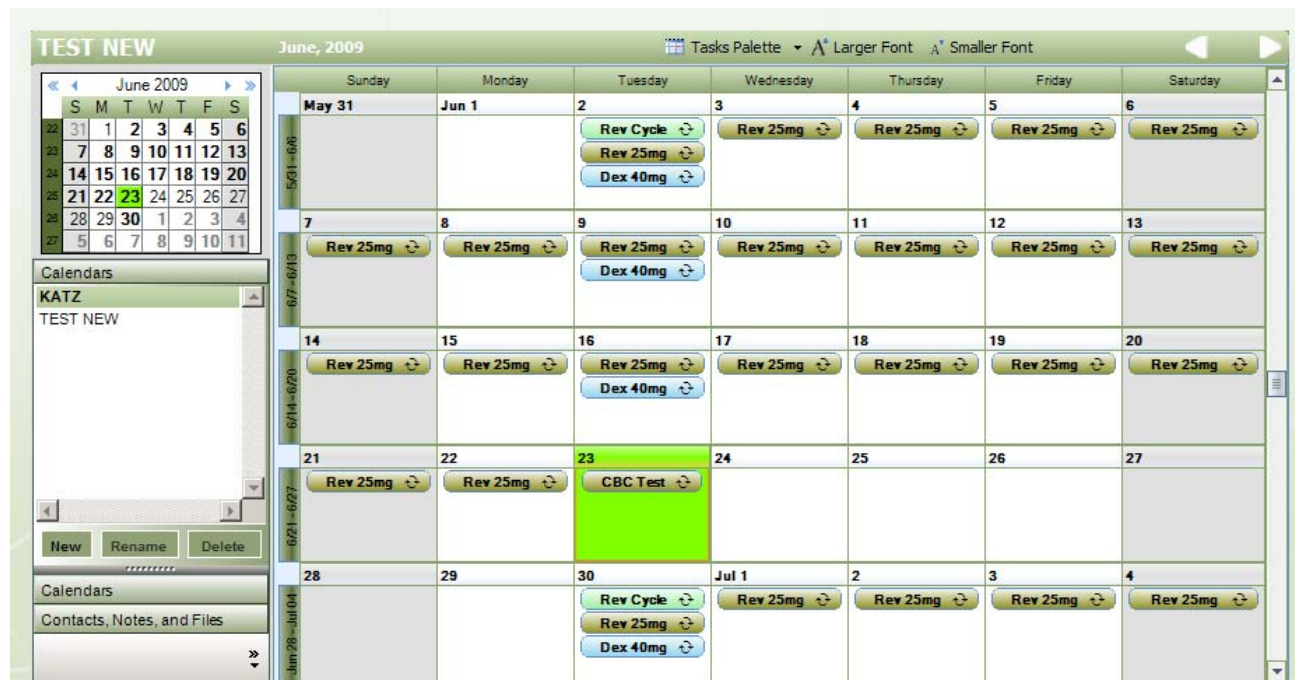 TEST NEW June, 2009 Tasks Palette A Larger Font A Smaller Font
June 2009
S M T W T F S
22 31 1 2 3 4 5 6
23 7 8 9 10 11 12 13
24 14 15 16 17 18 19 20
25 21 22 23 24 25 26 27
26 28 29 30 1 2 3 4
27 5 6 7 8 9 10 11
Calendars
KATZ
TEST NEW
New Rename Delete
Calendars
Contacts, Notes, and Files
Sunday Monday Tuesday Wednesday Thursday Friday Saturday
5/31 - 6/6
May 31 Jun 1 2 3 4 5 6
Rev Cycle Rev 25mg Rev 25mg Rev 25mg Rev 25mg
Rev 25mg
Dex 40mg
6/7 - 6/13
7 8 9 10 11 12 13
Rev 25mg Rev 25mg Rev 25mg Rev 25mg Rev 25mg Rev 25mg Rev 25mg
Dex 40mg
6/14 - 6/20
14 15 16 17 18 19 20
Rev 25mg Rev 25mg Rev 25mg Rev 25mg Rev 25mg Rev 25mg Rev 25mg
Dex 40mg
6/21 - 6/27
21 22 23 24 25 26 27
Rev 25mg Rev 25mg CBC Test
Jun 28 - Jul 04
28 29 30 Jul 1 2 3 4
Rev Cycle Rev 25mg Rev 25mg Rev 25mg Rev 25mg
Rev 25mg
Dex 40mg